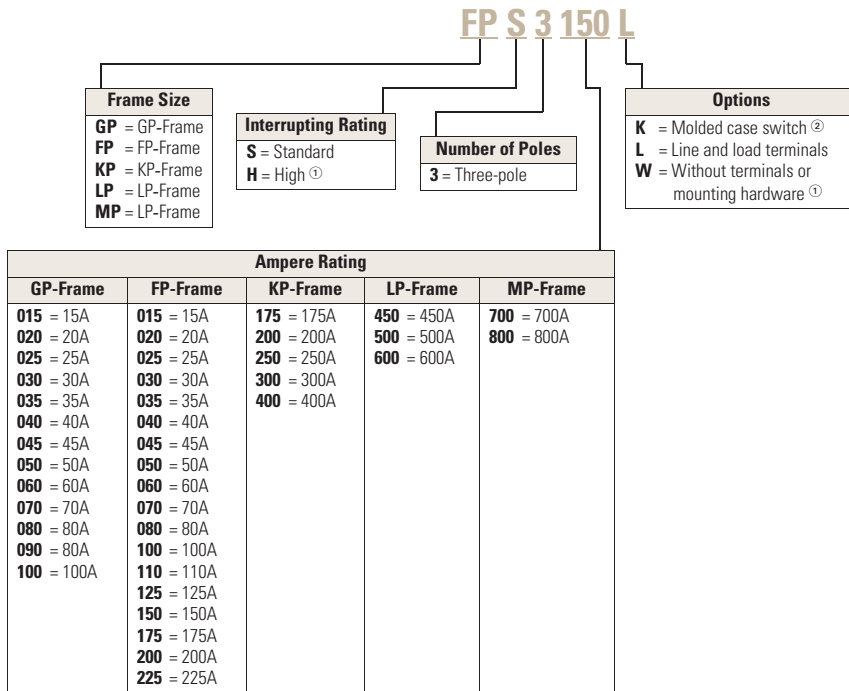 FP S 3 150 L
Frame Size
GP = GP-Frame
FP = FP-Frame
KP = KP-Frame
LP = LP-Frame
MP = LP-Frame
Interrupting Rating
S = Standard
H = High ①
Number of Poles
3 = Three-pole
Options
K = Molded case switch ②
L = Line and load terminals
W = Without terminals or
mounting hardware ①
Ampere Rating
GP-Frame FP-Frame KP-Frame LP-Frame MP-Frame
015 = 15A 015 = 15A 175 = 175A 450 = 450A 700 = 700A
020 = 20A 020 = 20A 200 = 200A 500 = 500A 800 = 800A
025 = 25A 025 = 25A 250 = 250A 600 = 600A
030 = 30A 030 = 30A 300 = 300A
035 = 35A 035 = 35A 400 = 400A
040 = 40A 040 = 40A
045 = 45A 045 = 45A
050 = 50A 050 = 50A
060 = 60A 060 = 60A
070 = 70A 070 = 70A
080 = 80A 080 = 80A
090 = 80A 100 = 100A
100 = 100A 110 = 110A
125 = 125A
150 = 150A
175 = 175A
200 = 200A
225 = 225A